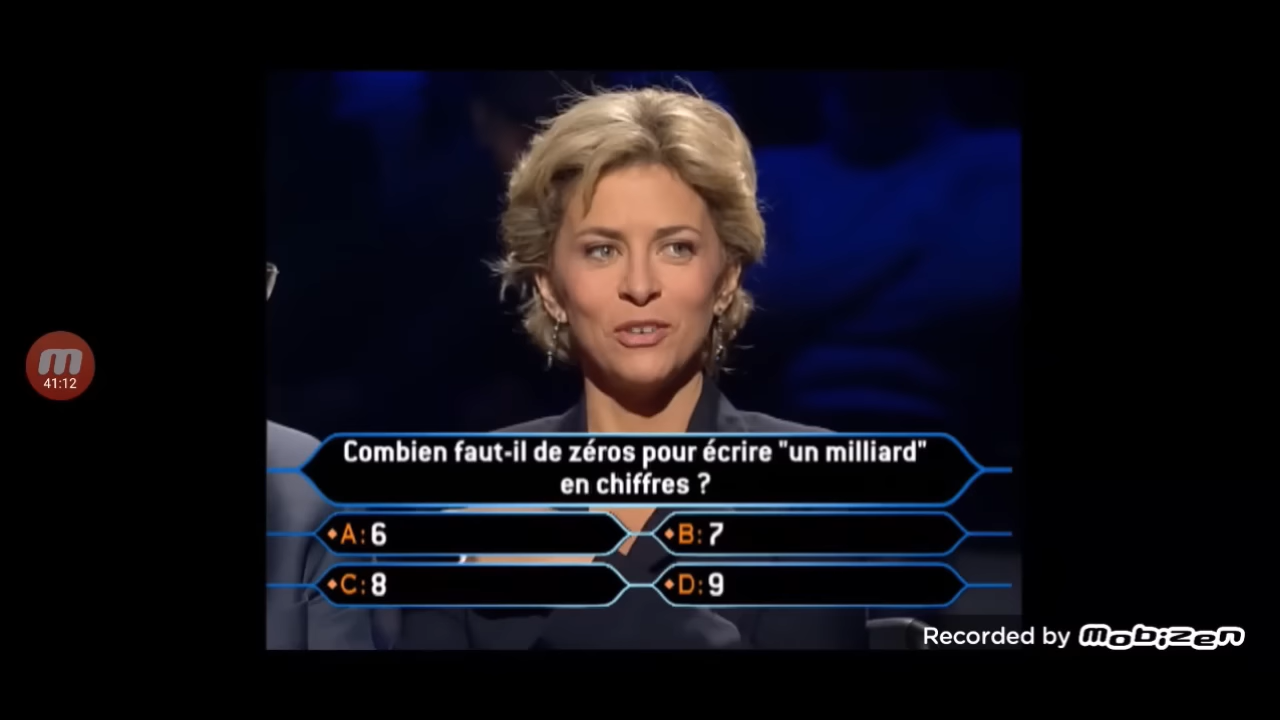 Combien faut-il de zéros pour écrire "un milliard"
en chiffres ?
A: 6
B: 7
C: 8
D: 9
41:12
Recorded by mobizen